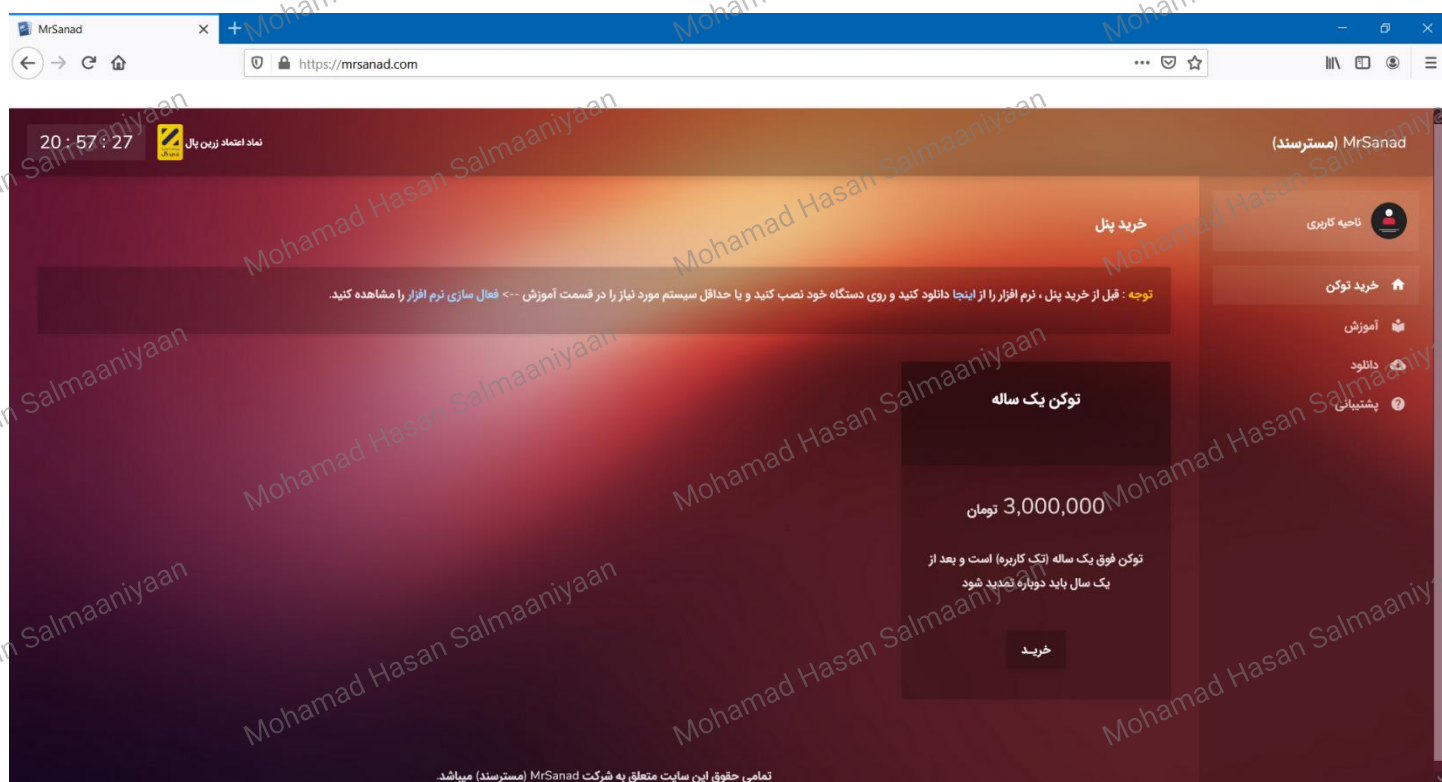 MrSanad
https://mrsanad.com
MrSanad (مسترسند)
نماد اعتماد زرین پال
20 : 57 : 27
ناحیه کاربری
خرید توکن
آموزش
دانلود
پشتیبانی
خرید پنل
توجه : قبل از خرید پنل ، نرم افزار را از اینجا دانلود کنید و روی دستگاه خود نصب کنید و یا حداقل سیستم مورد نیاز را در قسمت آموزش --> فعال سازی نرم افزار را مشاهده کنید.
توکن یک ساله
3,000,000 تومان
توکن فوق یک ساله (تک کاربره) است و بعد از
یک سال باید دوباره تمدید شود
خریـد
تمامی حقوق این سایت متعلق به شرکت MrSanad (مسترسند) میباشد.
Mohamad Hasan Salmaaniyaan